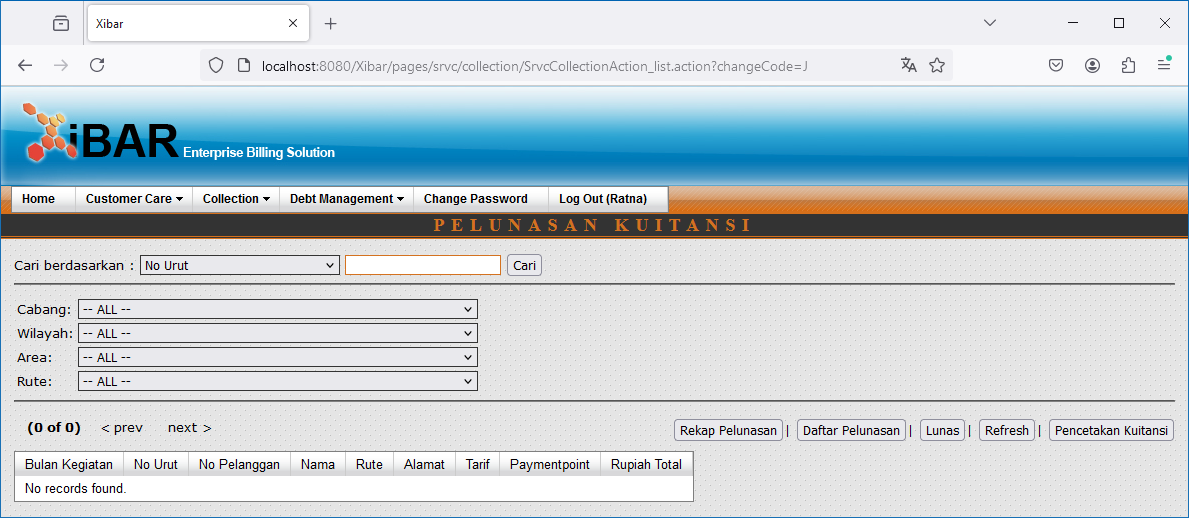 Xibar
localhost:8080/Xibar/pages/srvc/collection/SrvcCollectionAction_list.action?changeCode=J
iBAR Enterprise Billing Solution
Home Customer Care Collection Debt Management Change Password Log Out (Ratna)
PELUNASAN KUITANSI
Cari berdasarkan : No Urut Cari
Cabang: -- ALL --
Wilayah: -- ALL --
Area: -- ALL --
Rute: -- ALL --
(0 of 0) < prev next > Rekap Pelunasan | Daftar Pelunasan | Lunas | Refresh | Pencetakan Kuitansi
Bulan Kegiatan No Urut No Pelanggan Nama Rute Alamat Tarif Paymentpoint Rupiah Total
No records found.